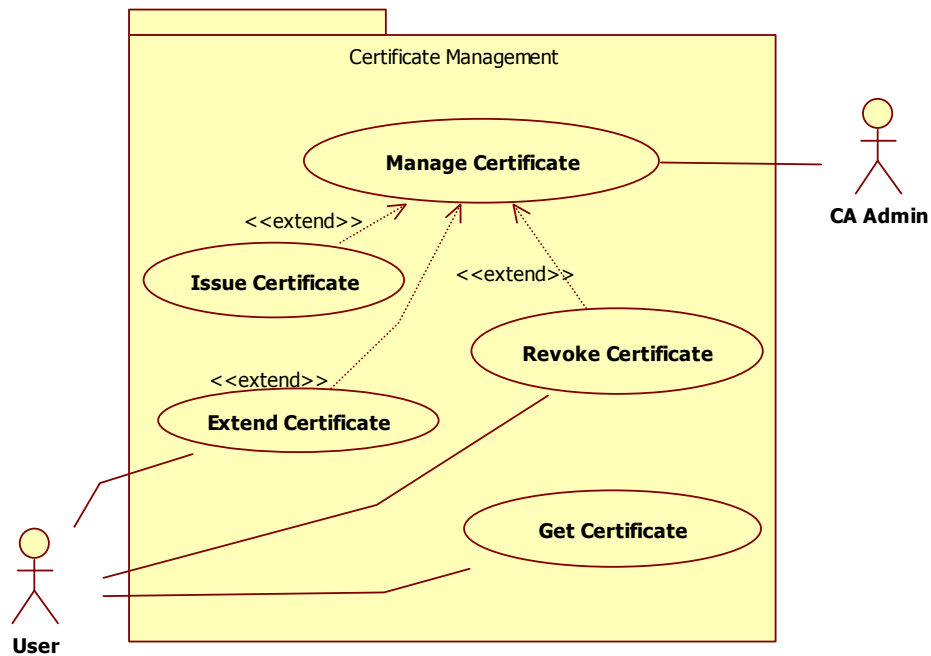 Certificate Management
Manage Certificate
CA Admin
<<extend>>
Issue Certificate
<<extend>>
Revoke Certificate
<<extend>>
Extend Certificate
Get Certificate
User